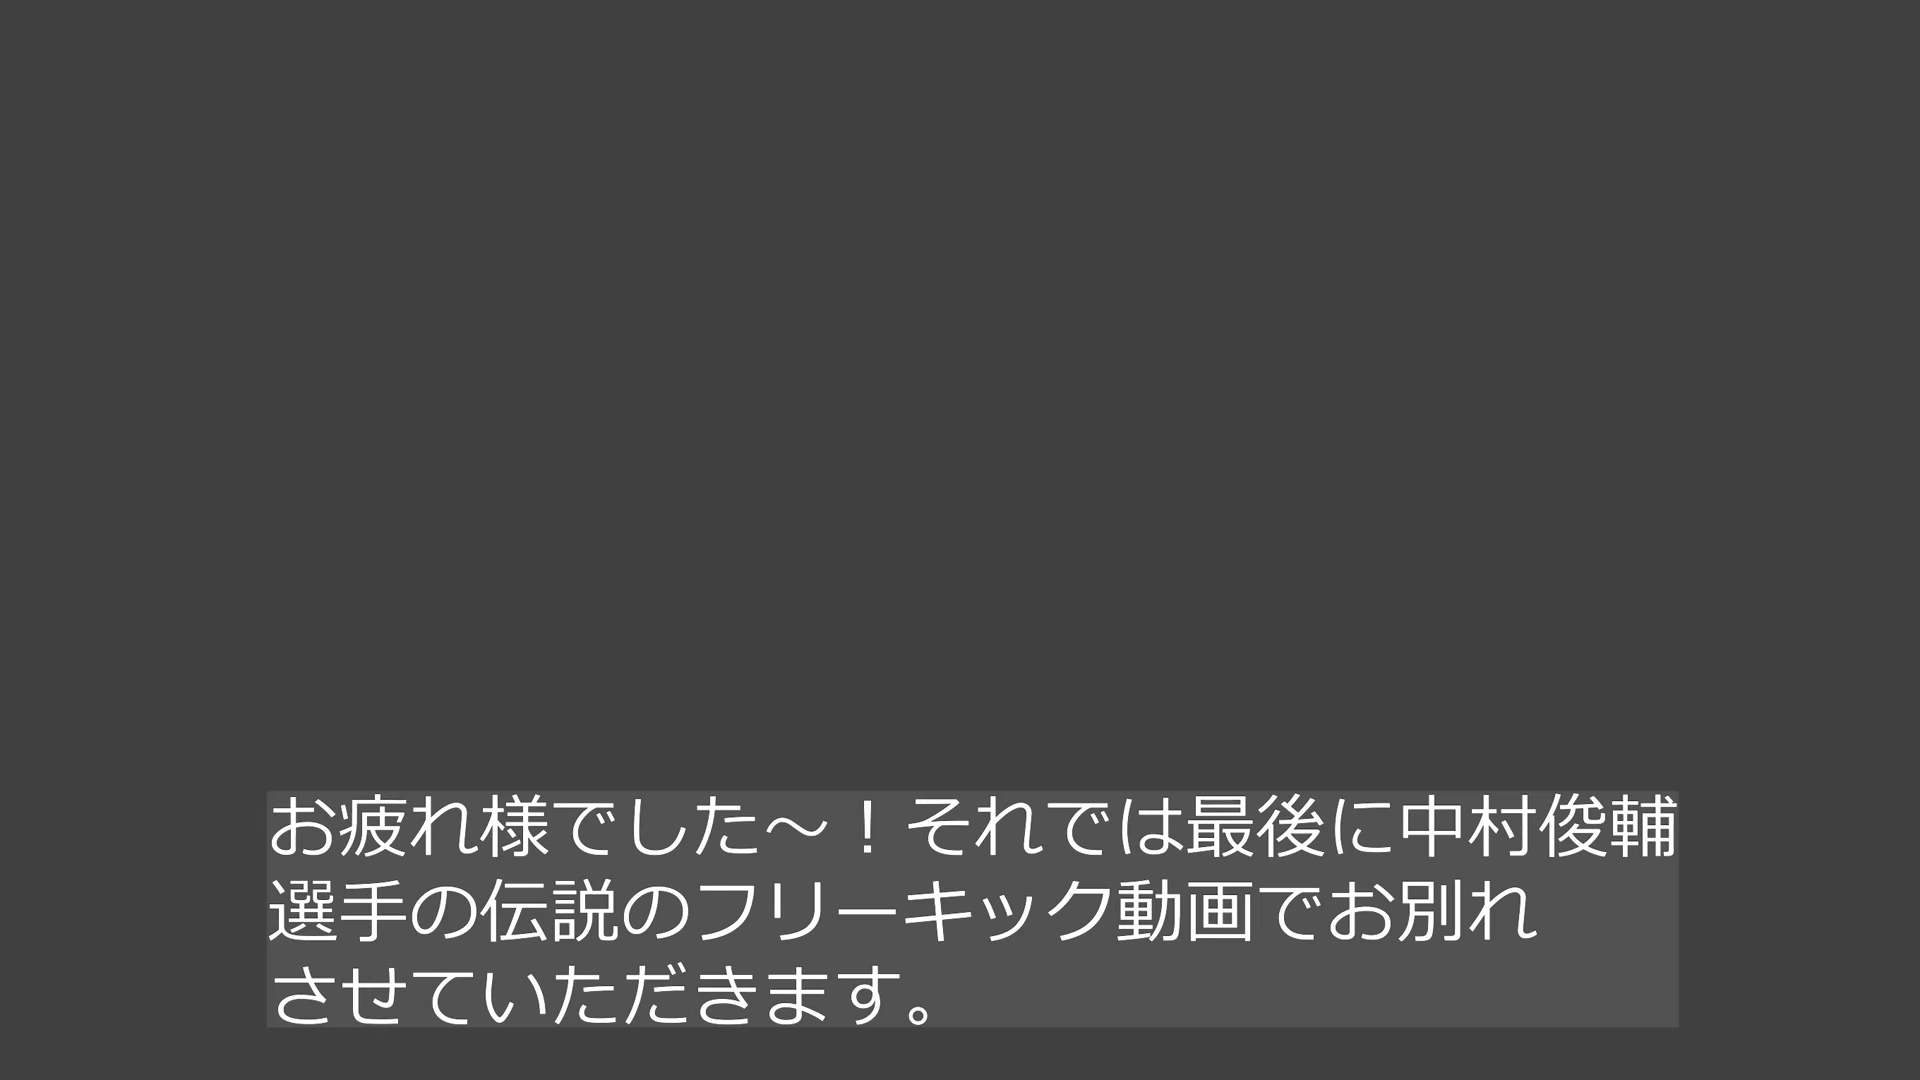 お疲れ様でした～！それでは最後に中村俊輔
選手の伝説のフリーキック動画でお別れ
させていただきます。